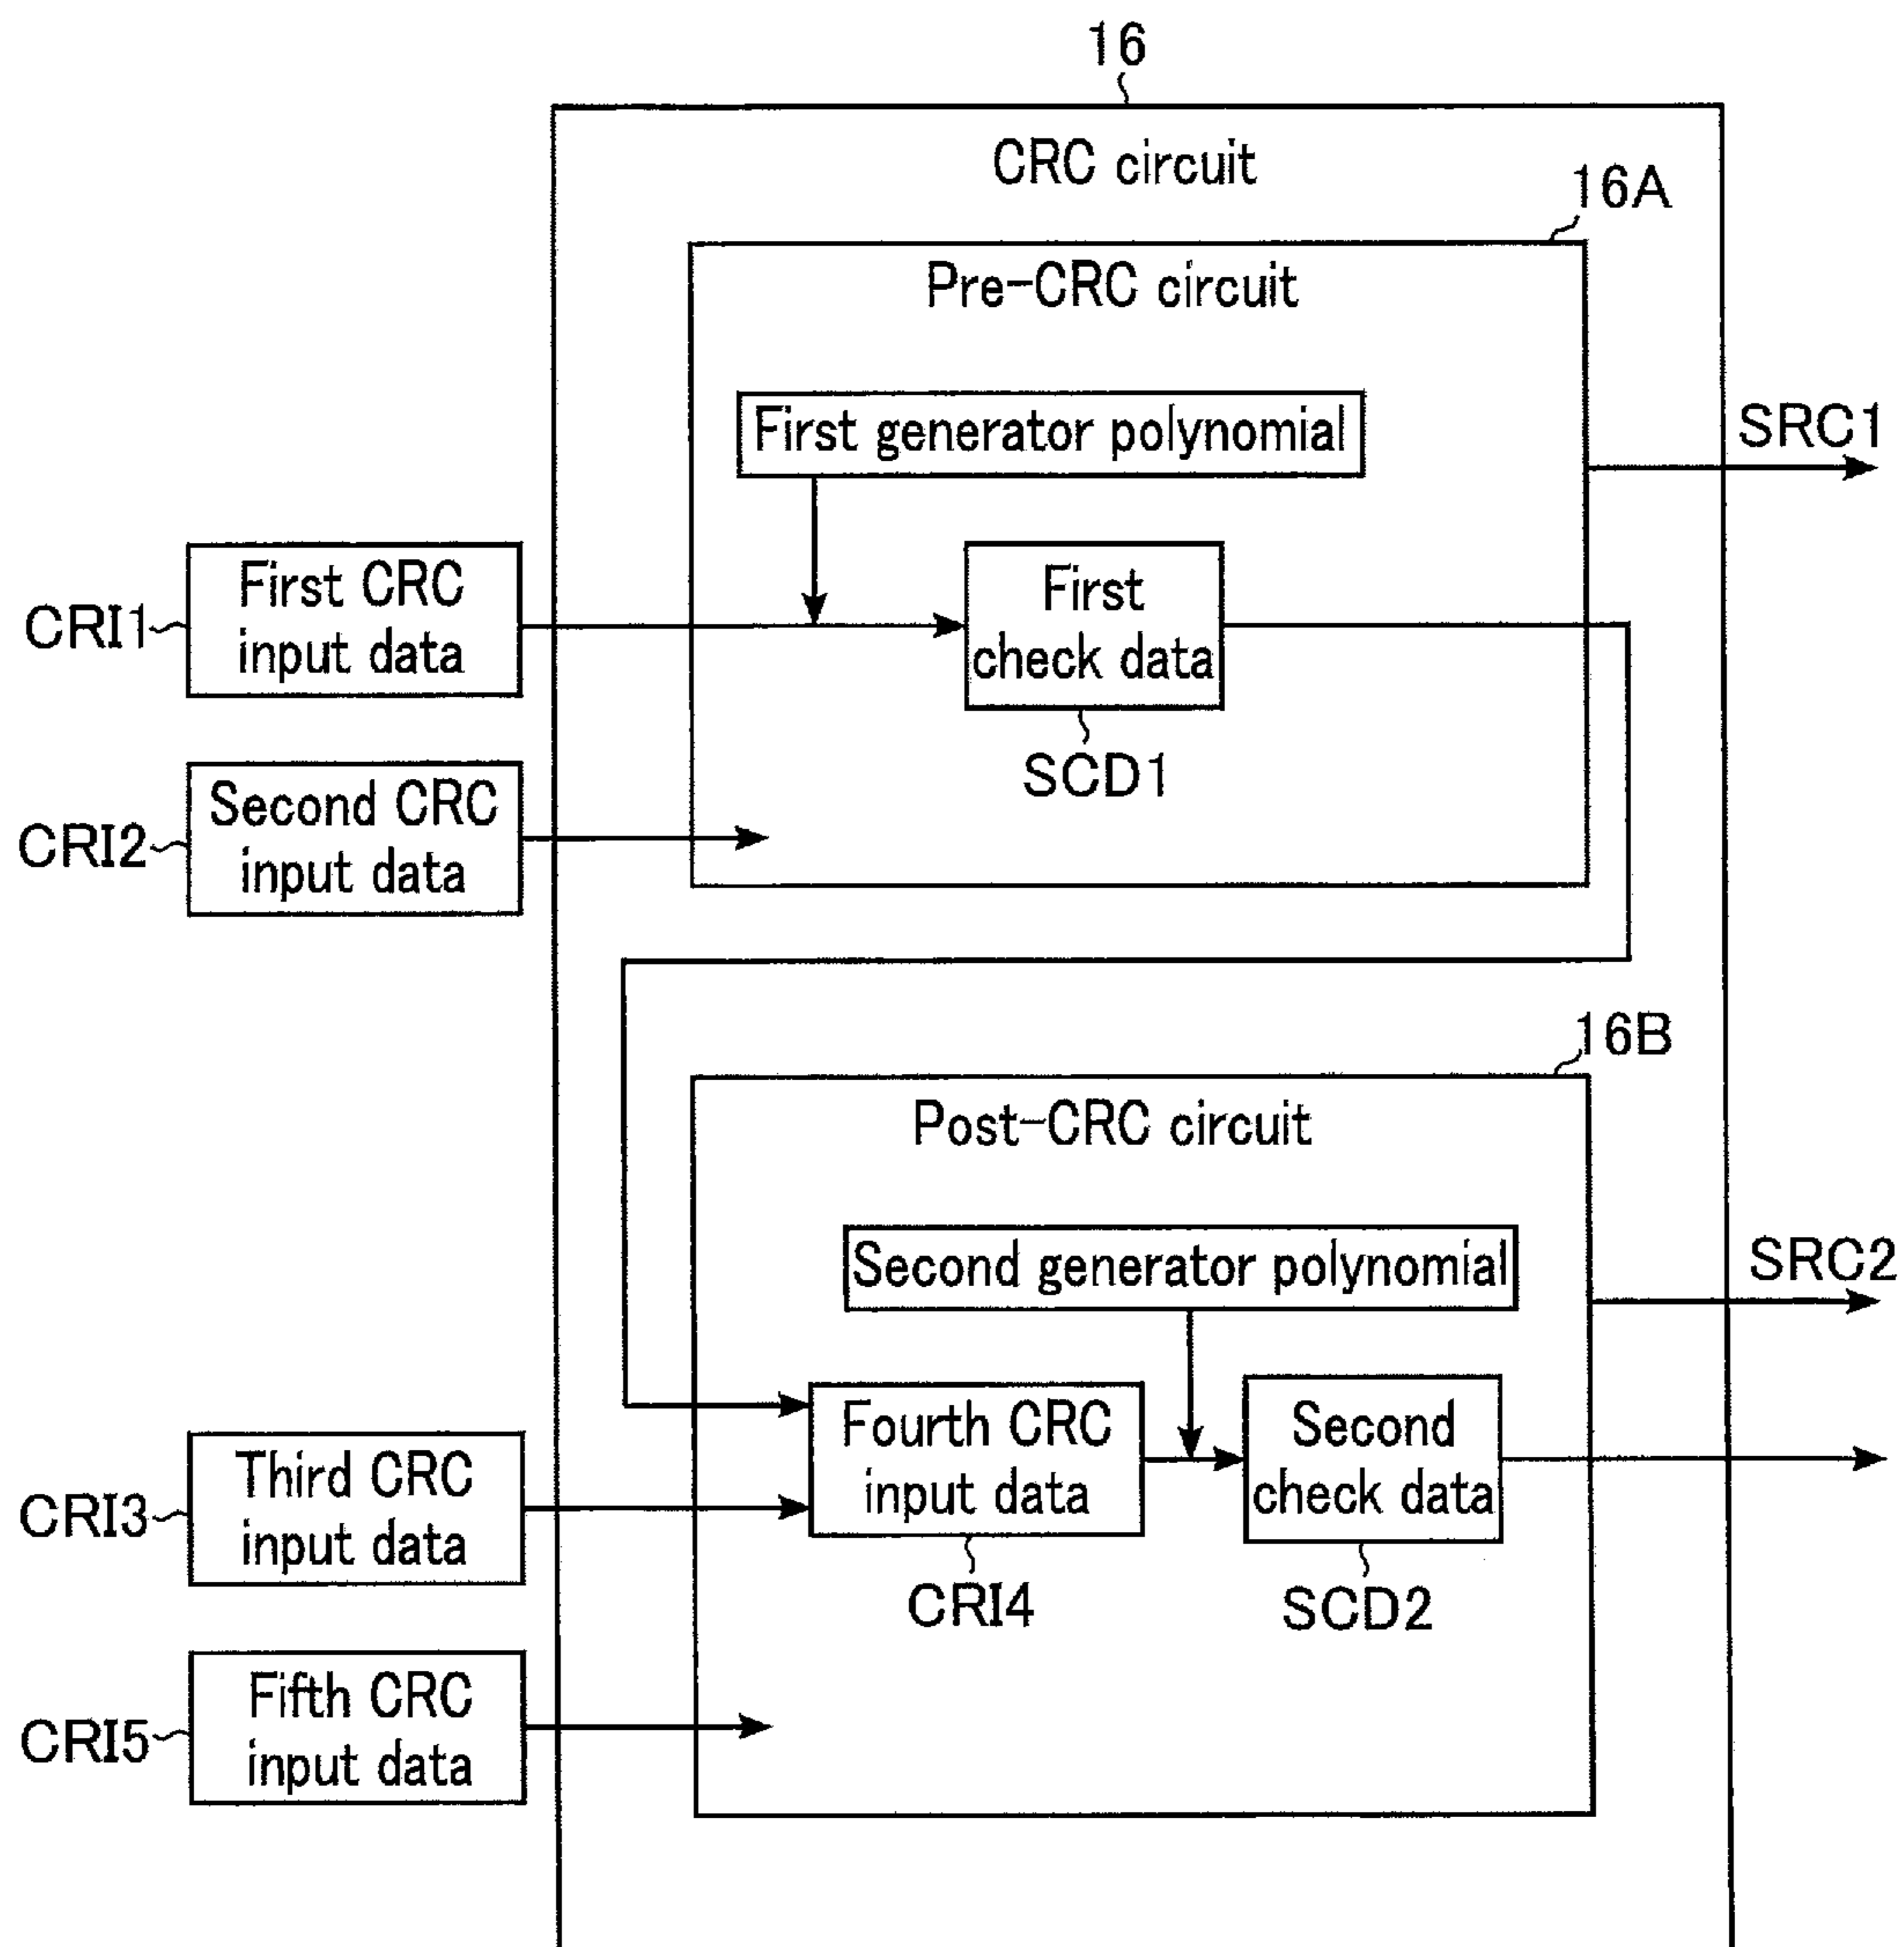 16
CRC circuit
16A
Pre-CRC circuit
First generator polynomial
SRC1
First CRC
input data
CRI1
First
check data
SCD1
Second CRC
input data
CRI2
16B
Post-CRC circuit
Second generator polynomial
SRC2
Fourth CRC
input data
CRI4
Second
check data
SCD2
Third CRC
input data
CRI3
Fifth CRC
input data
CRI5